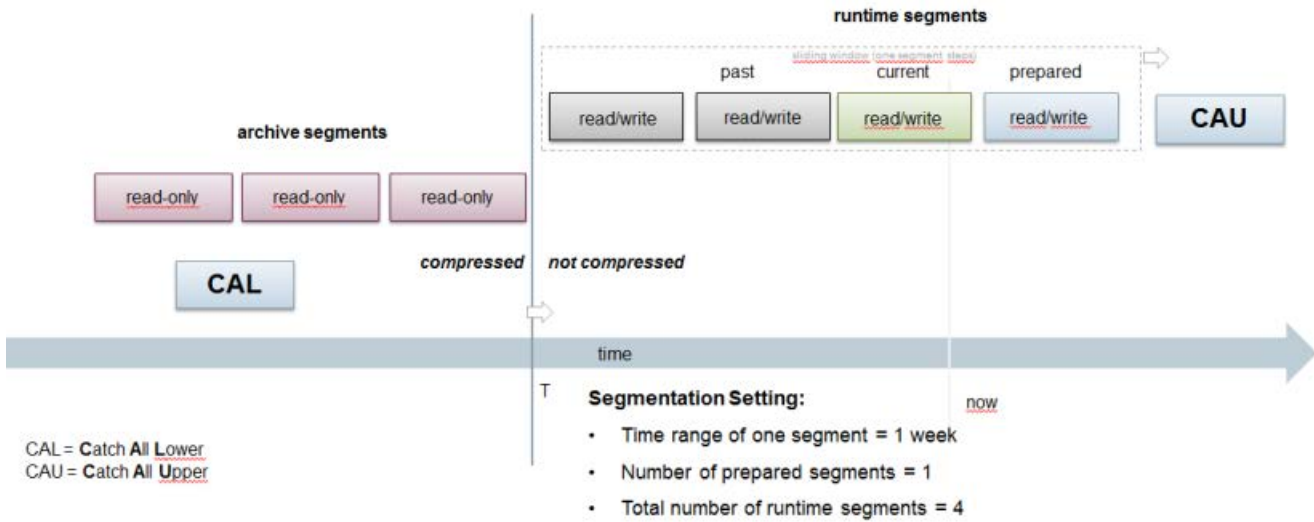 runtime segments
sliding window (one segment steps)
past current prepared
read/write read/write read/write read/write CAU
archive segments
read-only read-only read-only
compressed not compressed
CAL
time
T
Segmentation Setting:
now
• Time range of one segment = 1 week
CAL = Catch All Lower
CAU = Catch All Upper
• Number of prepared segments = 1
• Total number of runtime segments = 4